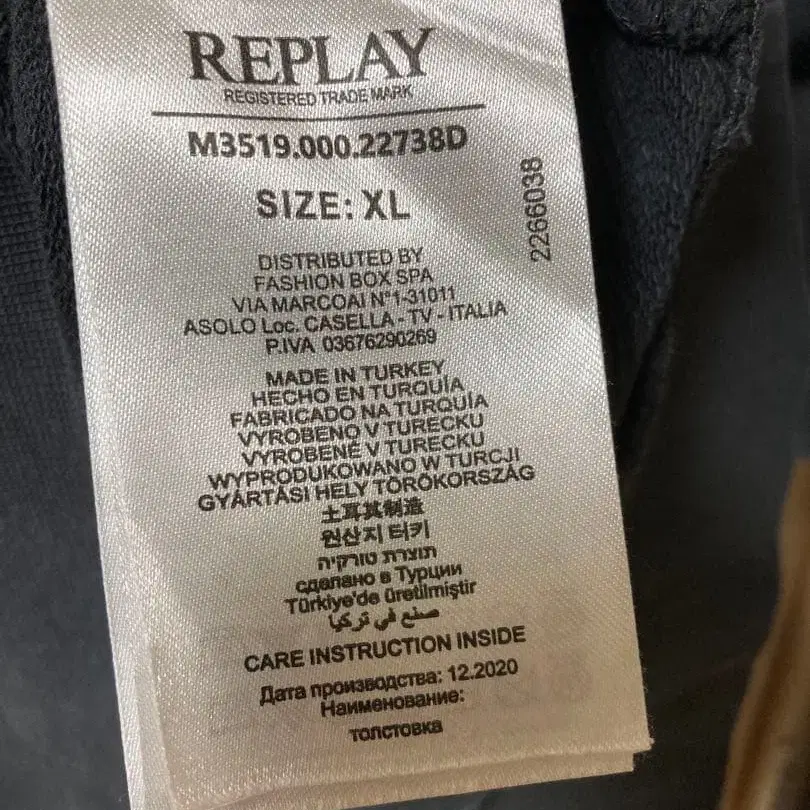 REPLAY
REGISTERED TRADE MARK
M3519.000.22738D
SIZE: XL
2266038
DISTRIBUTED BY
FASHION BOX SPA
VIA MARCOAI N°1-31011
ASOLO Loc. CASELLA - TV - ITALIA
P.IVA 03676290269
MADE IN TURKEY
HECHO EN TURQUÍA
FABRICADO NA TURQUÍA
VYROBENO V TURECKU
VYROBENÉ V TURECKU
WYPRODUKOWANO W TURCJI
GYÁRTÁSI HELY TÖRÖKORSZÁG
土耳其制造
원산지 터키
תוצרת טורקיה
сделано в Турции
Türkiye'de üretilmiştir
صنع في تركيا
CARE INSTRUCTION INSIDE
Дата производства: 12.2020
Наименование:
толстовка